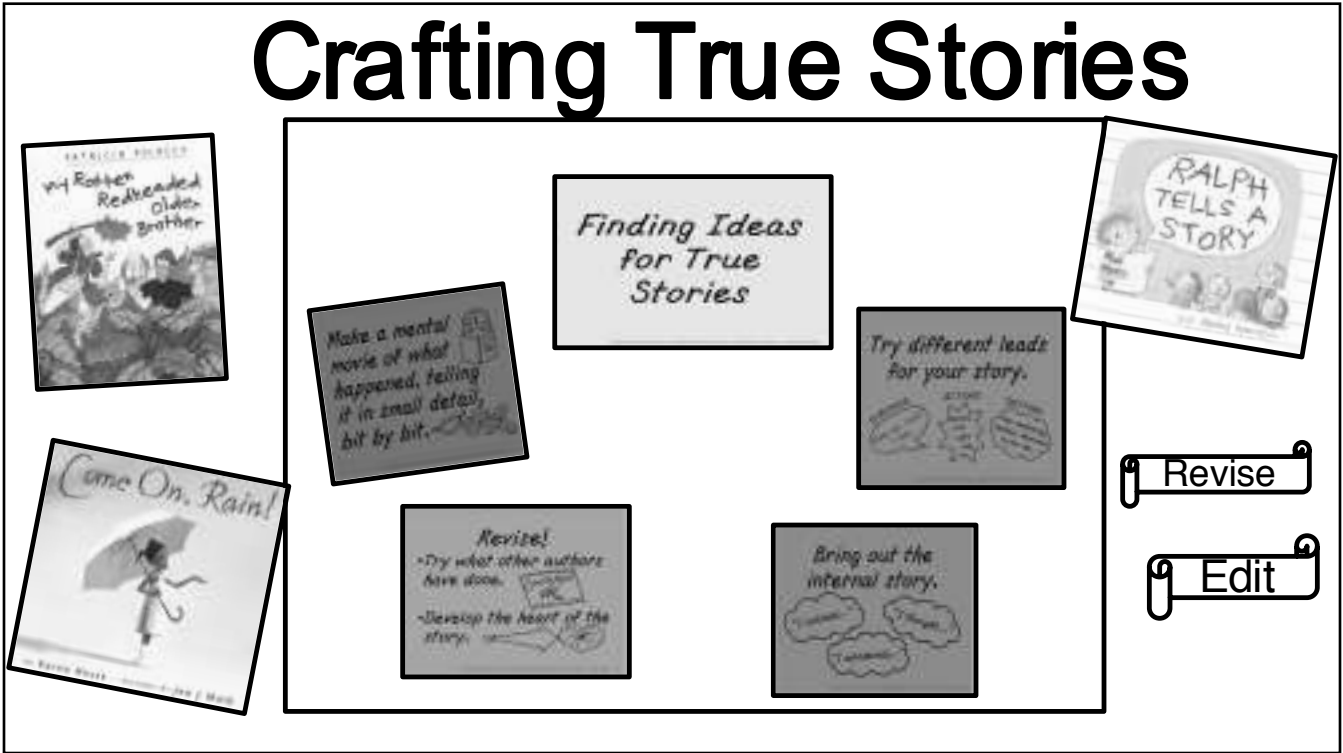 Crafting True Stories
PATRICIA POLACCO
My Rotten
Redheaded
Older
Brother
RALPH
TELLS A
STORY
Finding Ideas
for True
Stories
Make a mental
movie of what
happened, telling
it in small detail,
bit by bit.
Try different leads
for your story.
Come On, Rain!
Revise
Revise!
•Try what other authors
have done.
•Develop the heart of the
story.
Bring out the
internal story.
Edit